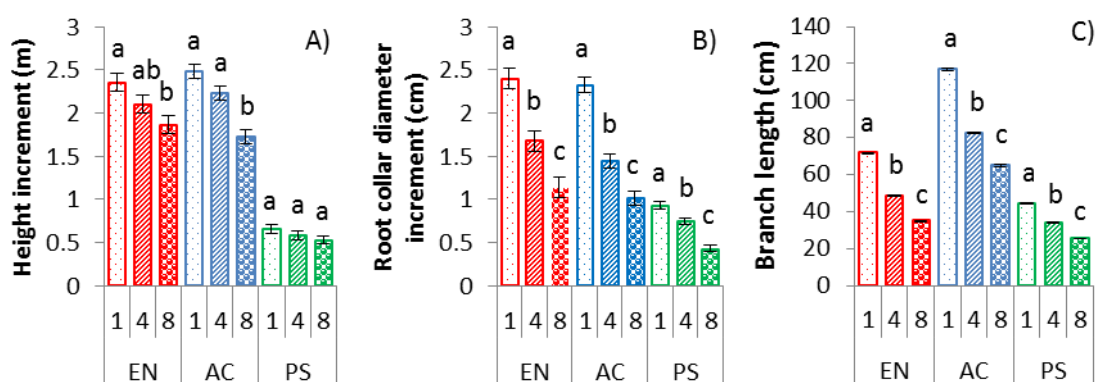 A)
Height increment (m)
3
2.5
2
1.5
1
0.5
0
a ab b a a b a a a
1 4 8 1 4 8 1 4 8
EN AC PS
B)
Root collar diameter
increment (cm)
3
2.5
2
1.5
1
0.5
0
a b c a b c a b c
1 4 8 1 4 8 1 4 8
EN AC PS
C)
Branch length (cm)
140
120
100
80
60
40
20
0
a b c a b c a b c
1 4 8 1 4 8 1 4 8
EN AC PS